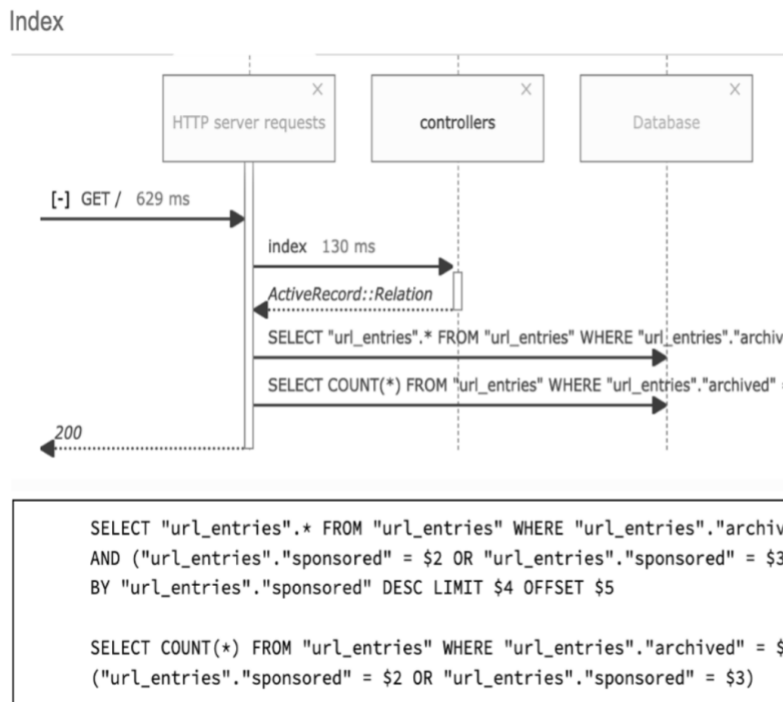 Index
X X X
HTTP server requests controllers Database
[-] GET / 629 ms
index 130 ms
ActiveRecord::Relation
SELECT "url_entries".* FROM "url_entries" WHERE "url_entries"."archiv
SELECT COUNT(*) FROM "url_entries" WHERE "url_entries"."archived" =
200
SELECT "url_entries".* FROM "url_entries" WHERE "url_entries"."archiv
AND ("url_entries"."sponsored" = $2 OR "url_entries"."sponsored" = $3
BY "url_entries"."sponsored" DESC LIMIT $4 OFFSET $5
SELECT COUNT(*) FROM "url_entries" WHERE "url_entries"."archived" = $
("url_entries"."sponsored" = $2 OR "url_entries"."sponsored" = $3)